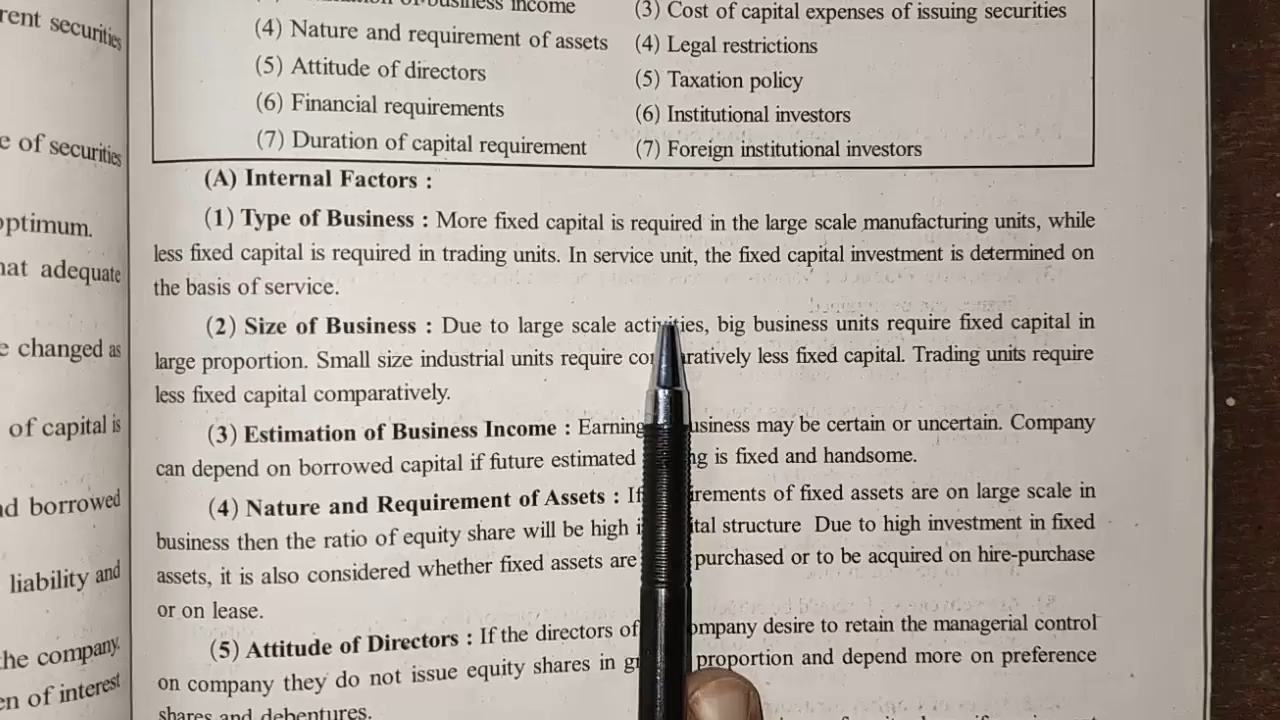 rent securities
e of securities
optimum.
hat adequate
e changed as
of capital is
nd borrowed
liability and
the company.
en of interest
of business income
(4) Nature and requirement of assets
(5) Attitude of directors
(6) Financial requirements
(7) Duration of capital requirement
(3) Cost of capital expenses of issuing securities
(4) Legal restrictions
(5) Taxation policy
(6) Institutional investors
(7) Foreign institutional investors
(A) Internal Factors :
(1) Type of Business : More fixed capital is required in the large scale manufacturing units, while
less fixed capital is required in trading units. In service unit, the fixed capital investment is determined on
the basis of service.
(2) Size of Business : Due to large scale activities, big business units require fixed capital in
large proportion. Small size industrial units require comparatively less fixed capital. Trading units require
less fixed capital comparatively.
(3) Estimation of Business Income : Earning business may be certain or uncertain. Company
can depend on borrowed capital if future estimated is fixed and handsome.
(4) Nature and Requirement of Assets : If requirements of fixed assets are on large scale in
business then the ratio of equity share will be high capital structure Due to high investment in fixed
assets, it is also considered whether fixed assets are purchased or to be acquired on hire-purchase
or on lease.
(5) Attitude of Directors : If the directors of company desire to retain the managerial control
on company they do not issue equity shares in proportion and depend more on preference
shares and debentures.